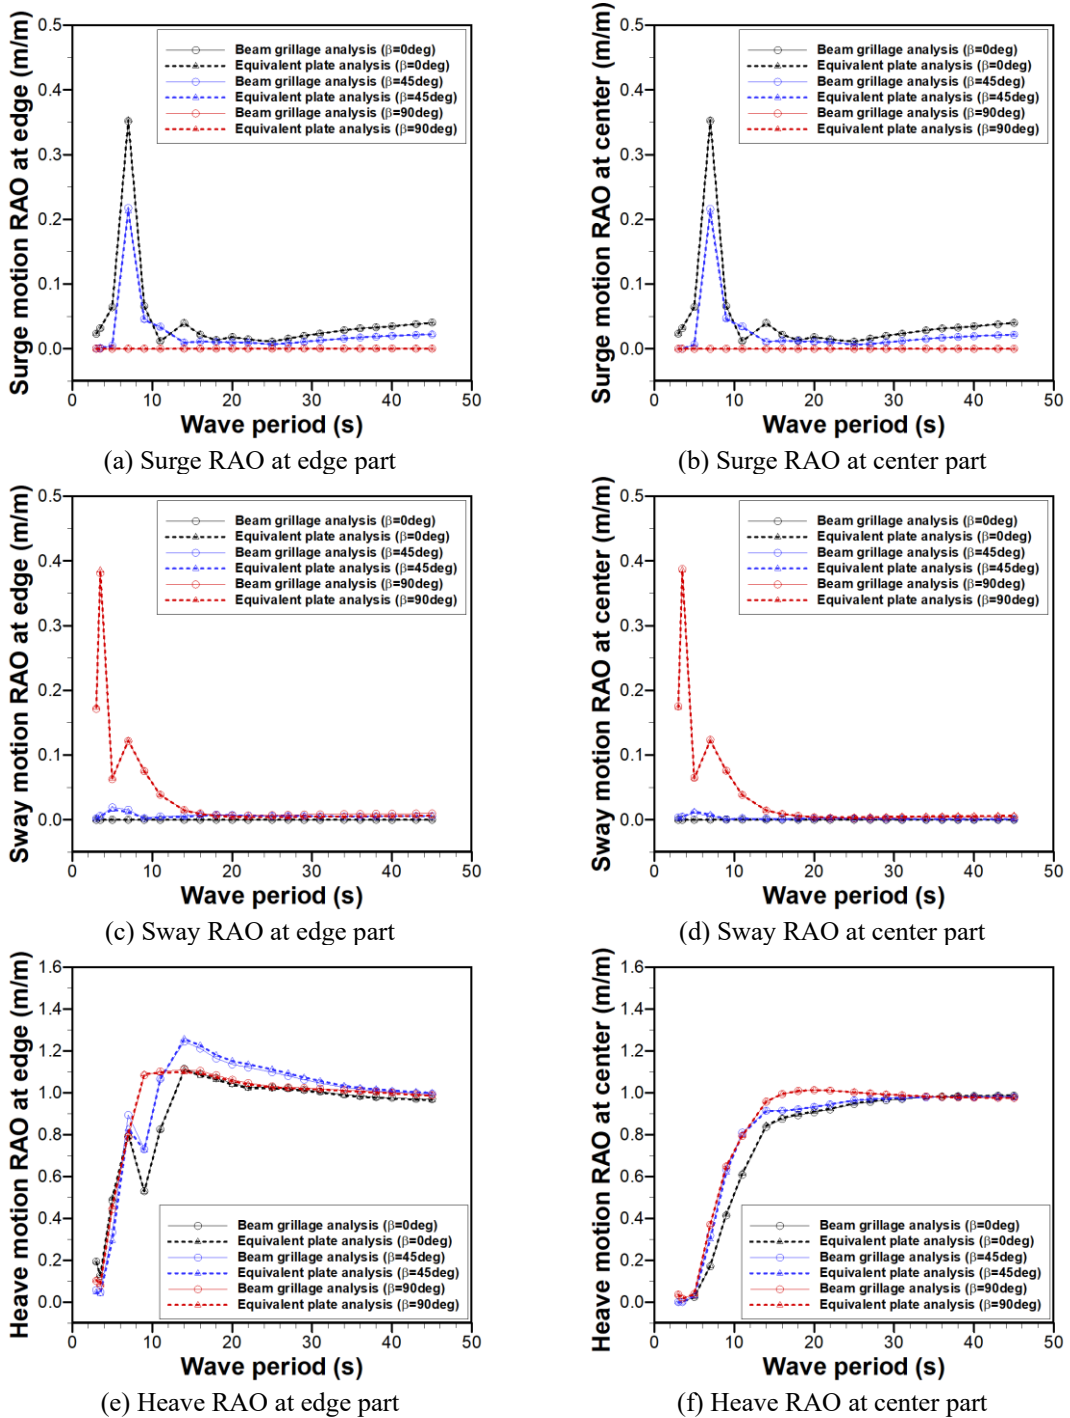 Surge motion RAO at edge (m/m)
0.5
0.4
0.3
0.2
0.1
0.0
Beam grillage analysis (β=0deg)
Equivalent plate analysis (β=0deg)
Beam grillage analysis (β=45deg)
Equivalent plate analysis (β=45deg)
Beam grillage analysis (β=90deg)
Equivalent plate analysis (β=90deg)
0 10 20 30 40 50
Wave period (s)
(a) Surge RAO at edge part
Surge motion RAO at center (m/m)
0.5
0.4
0.3
0.2
0.1
0.0
Beam grillage analysis (β=0deg)
Equivalent plate analysis (β=0deg)
Beam grillage analysis (β=45deg)
Equivalent plate analysis (β=45deg)
Beam grillage analysis (β=90deg)
Equivalent plate analysis (β=90deg)
0 10 20 30 40 50
Wave period (s)
(b) Surge RAO at center part
Sway motion RAO at edge (m/m)
0.5
0.4
0.3
0.2
0.1
0.0
Beam grillage analysis (β=0deg)
Equivalent plate analysis (β=0deg)
Beam grillage analysis (β=45deg)
Equivalent plate analysis (β=45deg)
Beam grillage analysis (β=90deg)
Equivalent plate analysis (β=90deg)
0 10 20 30 40 50
Wave period (s)
(c) Sway RAO at edge part
Sway motion RAO at center (m/m)
0.5
0.4
0.3
0.2
0.1
0.0
Beam grillage analysis (β=0deg)
Equivalent plate analysis (β=0deg)
Beam grillage analysis (β=45deg)
Equivalent plate analysis (β=45deg)
Beam grillage analysis (β=90deg)
Equivalent plate analysis (β=90deg)
0 10 20 30 40 50
Wave period (s)
(d) Sway RAO at center part
Heave motion RAO at edge (m/m)
1.6
1.4
1.2
1.0
0.8
0.6
0.4
0.2
0.0
Beam grillage analysis (β=0deg)
Equivalent plate analysis (β=0deg)
Beam grillage analysis (β=45deg)
Equivalent plate analysis (β=45deg)
Beam grillage analysis (β=90deg)
Equivalent plate analysis (β=90deg)
0 10 20 30 40 50
Wave period (s)
(e) Heave RAO at edge part
Heave motion RAO at center (m/m)
1.6
1.4
1.2
1.0
0.8
0.6
0.4
0.2
0.0
Beam grillage analysis (β=0deg)
Equivalent plate analysis (β=0deg)
Beam grillage analysis (β=45deg)
Equivalent plate analysis (β=45deg)
Beam grillage analysis (β=90deg)
Equivalent plate analysis (β=90deg)
0 10 20 30 40 50
Wave period (s)
(f) Heave RAO at center part